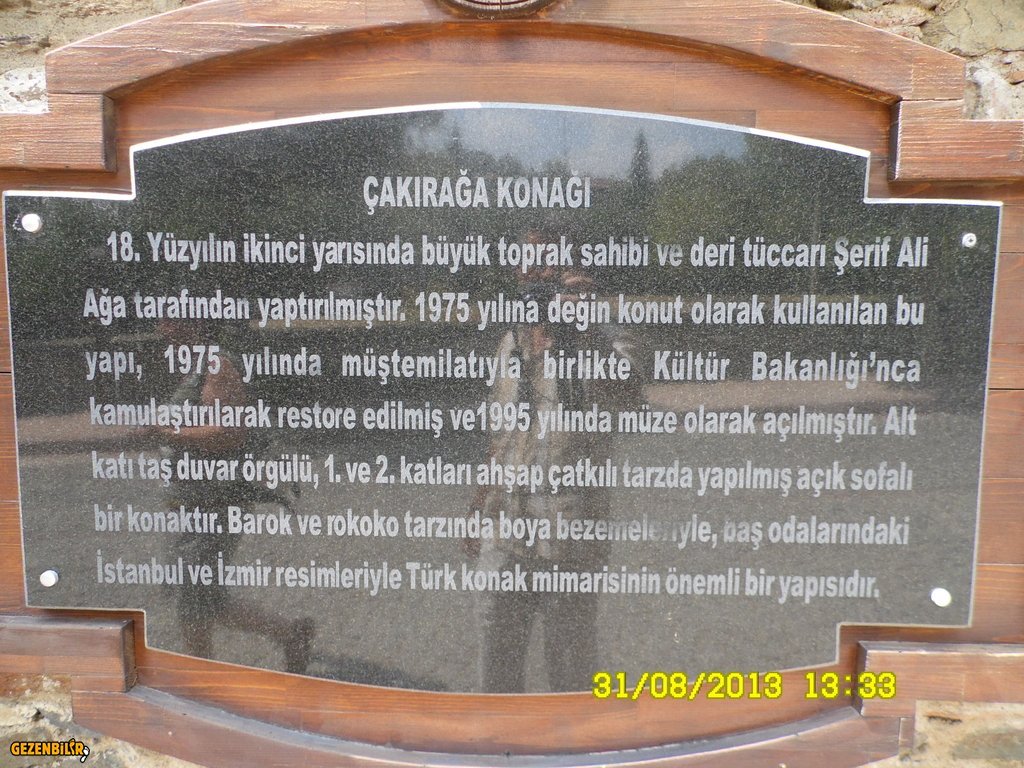 ÇAKIRAĞA KONAĞI
18. Yüzyılın ikinci yarısında büyük toprak sahibi ve deri tüccarı Şerif Ali
Ağa tarafından yaptırılmıştır. 1975 yılına değin konut olarak kullanılan bu
yapı, 1975 yılında müştemilatıyla birlikte Kültür Bakanlığı'nca
kamulaştırılarak restore edilmiş ve1995 yılında müze olarak açılmıştır. Alt
katı taş duvar örgülü, 1. ve 2. katları ahşap çatkılı tarzda yapılmış açık sofalı
bir konaktır. Barok ve rokoko tarzında boya bezemeleriyle, baş odalarındaki
İstanbul ve İzmir resimleriyle Türk konak mimarisinin önemli bir yapısıdır.
31/08/2013 13:33
GEZENBİLİR